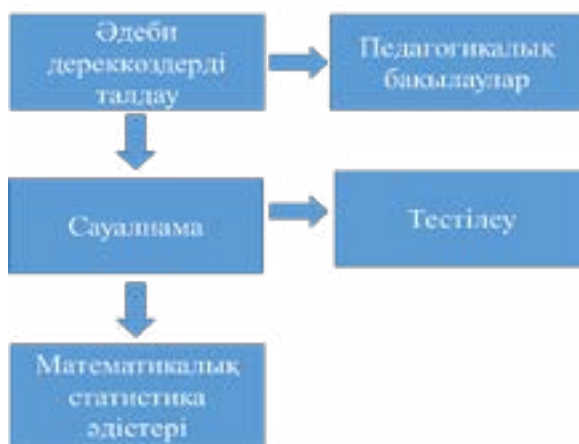 Әдеби
дереккөздерді
талдау
Педагогикалық
бақылаулар
Сауалнама
Тестілеу
Математикалық
статистика
әдістері